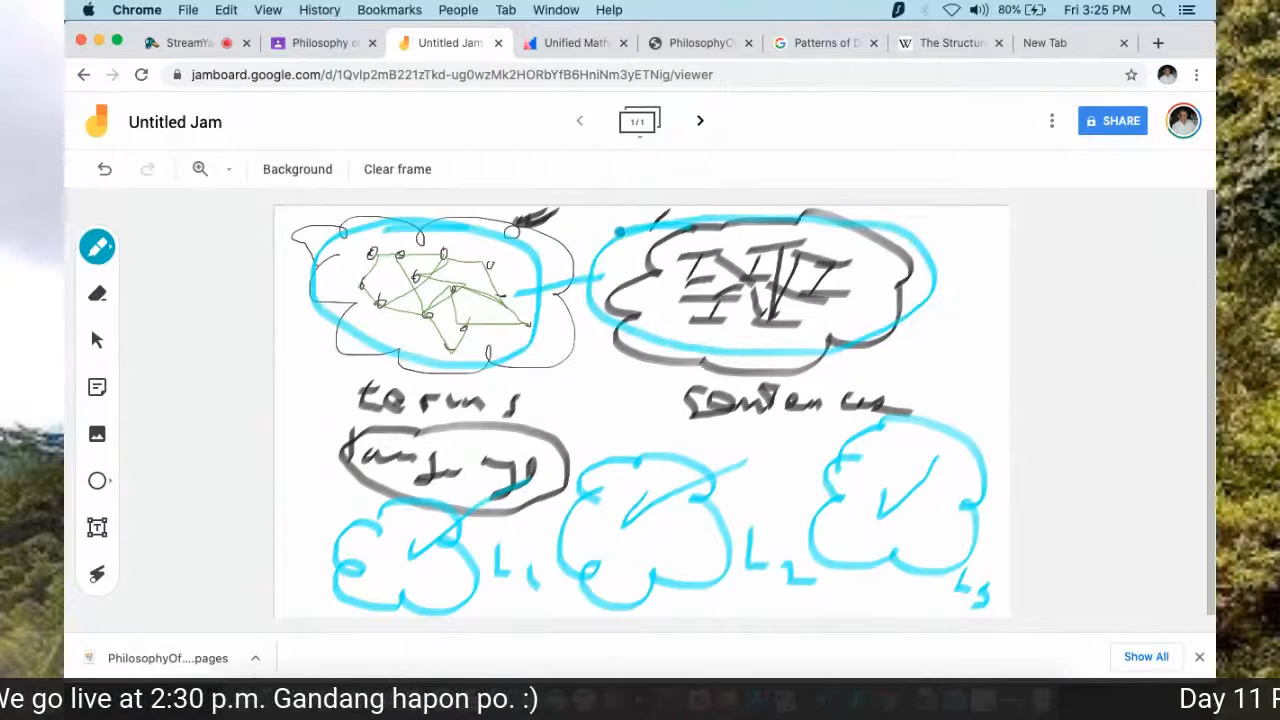 Chrome File Edit View History Bookmarks People Tab Window Help 80% Fri 3:25 PM
StreamYa Philosophy o Untitled Jam Unified Math PhilosophyO Patterns of D W The Structur New Tab
jamboard.google.com/d/1QvIp2mB221zTkd-ug0wzMk2HORbYfB6HniNm3yETNig/viewer
Untitled Jam 1/1 SHARE
Background Clear frame
terms sentences
language
L1 L2 L3
PhilosophyOf....pages Show All
We go live at 2:30 p.m. Gandang hapon po. :) Day 11 P